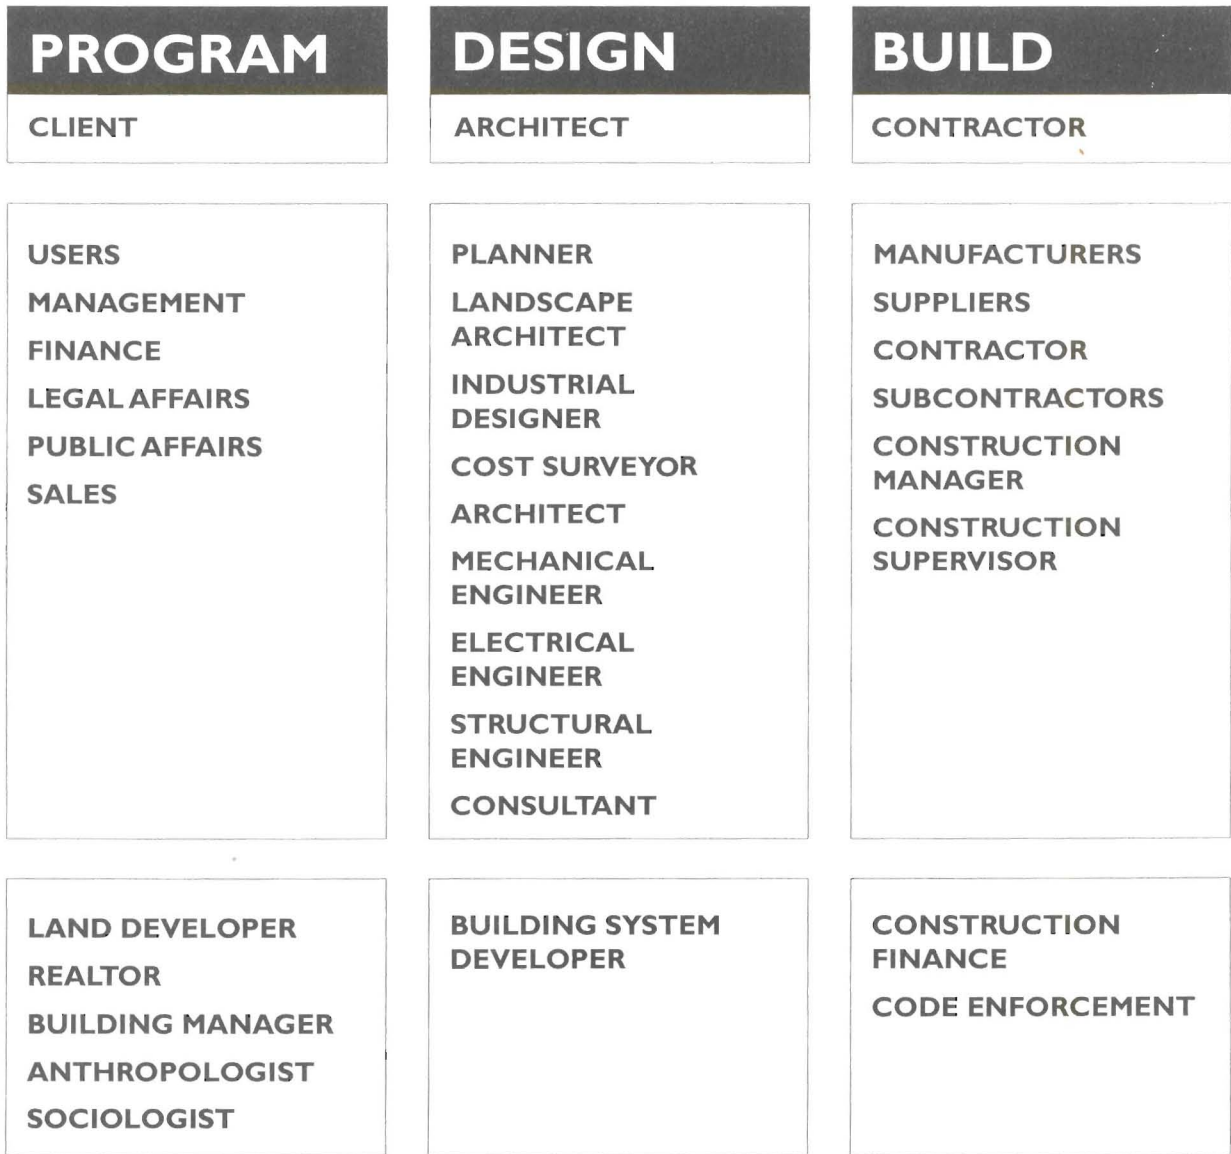 PROGRAM
CLIENT
USERS
MANAGEMENT
FINANCE
LEGAL AFFAIRS
PUBLIC AFFAIRS
SALES
LAND DEVELOPER
REALTOR
BUILDING MANAGER
ANTHROPOLOGIST
SOCIOLOGIST
DESIGN
ARCHITECT
PLANNER
LANDSCAPE
ARCHITECT
INDUSTRIAL
DESIGNER
COST SURVEYOR
ARCHITECT
MECHANICAL
ENGINEER
ELECTRICAL
ENGINEER
STRUCTURAL
ENGINEER
CONSULTANT
BUILDING SYSTEM
DEVELOPER
BUILD
CONTRACTOR
MANUFACTURERS
SUPPLIERS
CONTRACTOR
SUBCONTRACTORS
CONSTRUCTION
MANAGER
CONSTRUCTION
SUPERVISOR
CONSTRUCTION
FINANCE
CODE ENFORCEMENT